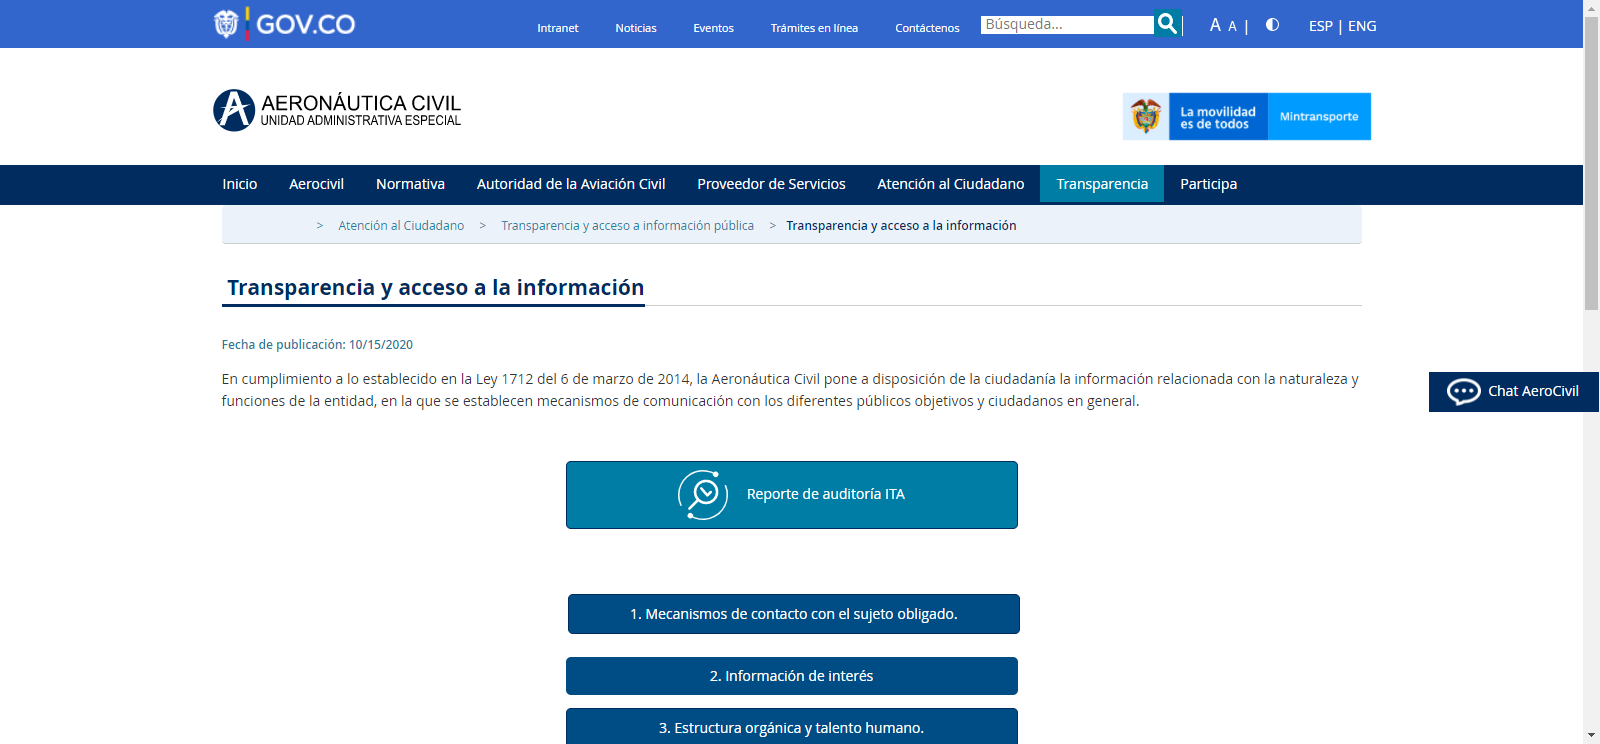 GOV.CO
Intranet Noticias Eventos Trámites en línea Contáctenos Búsqueda... A A | ESP | ENG
AERONÁUTICA CIVIL
UNIDAD ADMINISTRATIVA ESPECIAL
La movilidad
es de todos
Mintransporte
Inicio Aerocivil Normativa Autoridad de la Aviación Civil Proveedor de Servicios Atención al Ciudadano Transparencia Participa
> Atención al Ciudadano > Transparencia y acceso a información pública > Transparencia y acceso a la información
Transparencia y acceso a la información
Fecha de publicación: 10/15/2020
En cumplimiento a lo establecido en la Ley 1712 del 6 de marzo de 2014, la Aeronáutica Civil pone a disposición de la ciudadanía la información relacionada con la naturaleza y
funciones de la entidad, en la que se establecen mecanismos de comunicación con los diferentes públicos objetivos y ciudadanos en general.
Chat AeroCivil
Reporte de auditoría ITA
1. Mecanismos de contacto con el sujeto obligado.
2. Información de interés
3. Estructura orgánica y talento humano.